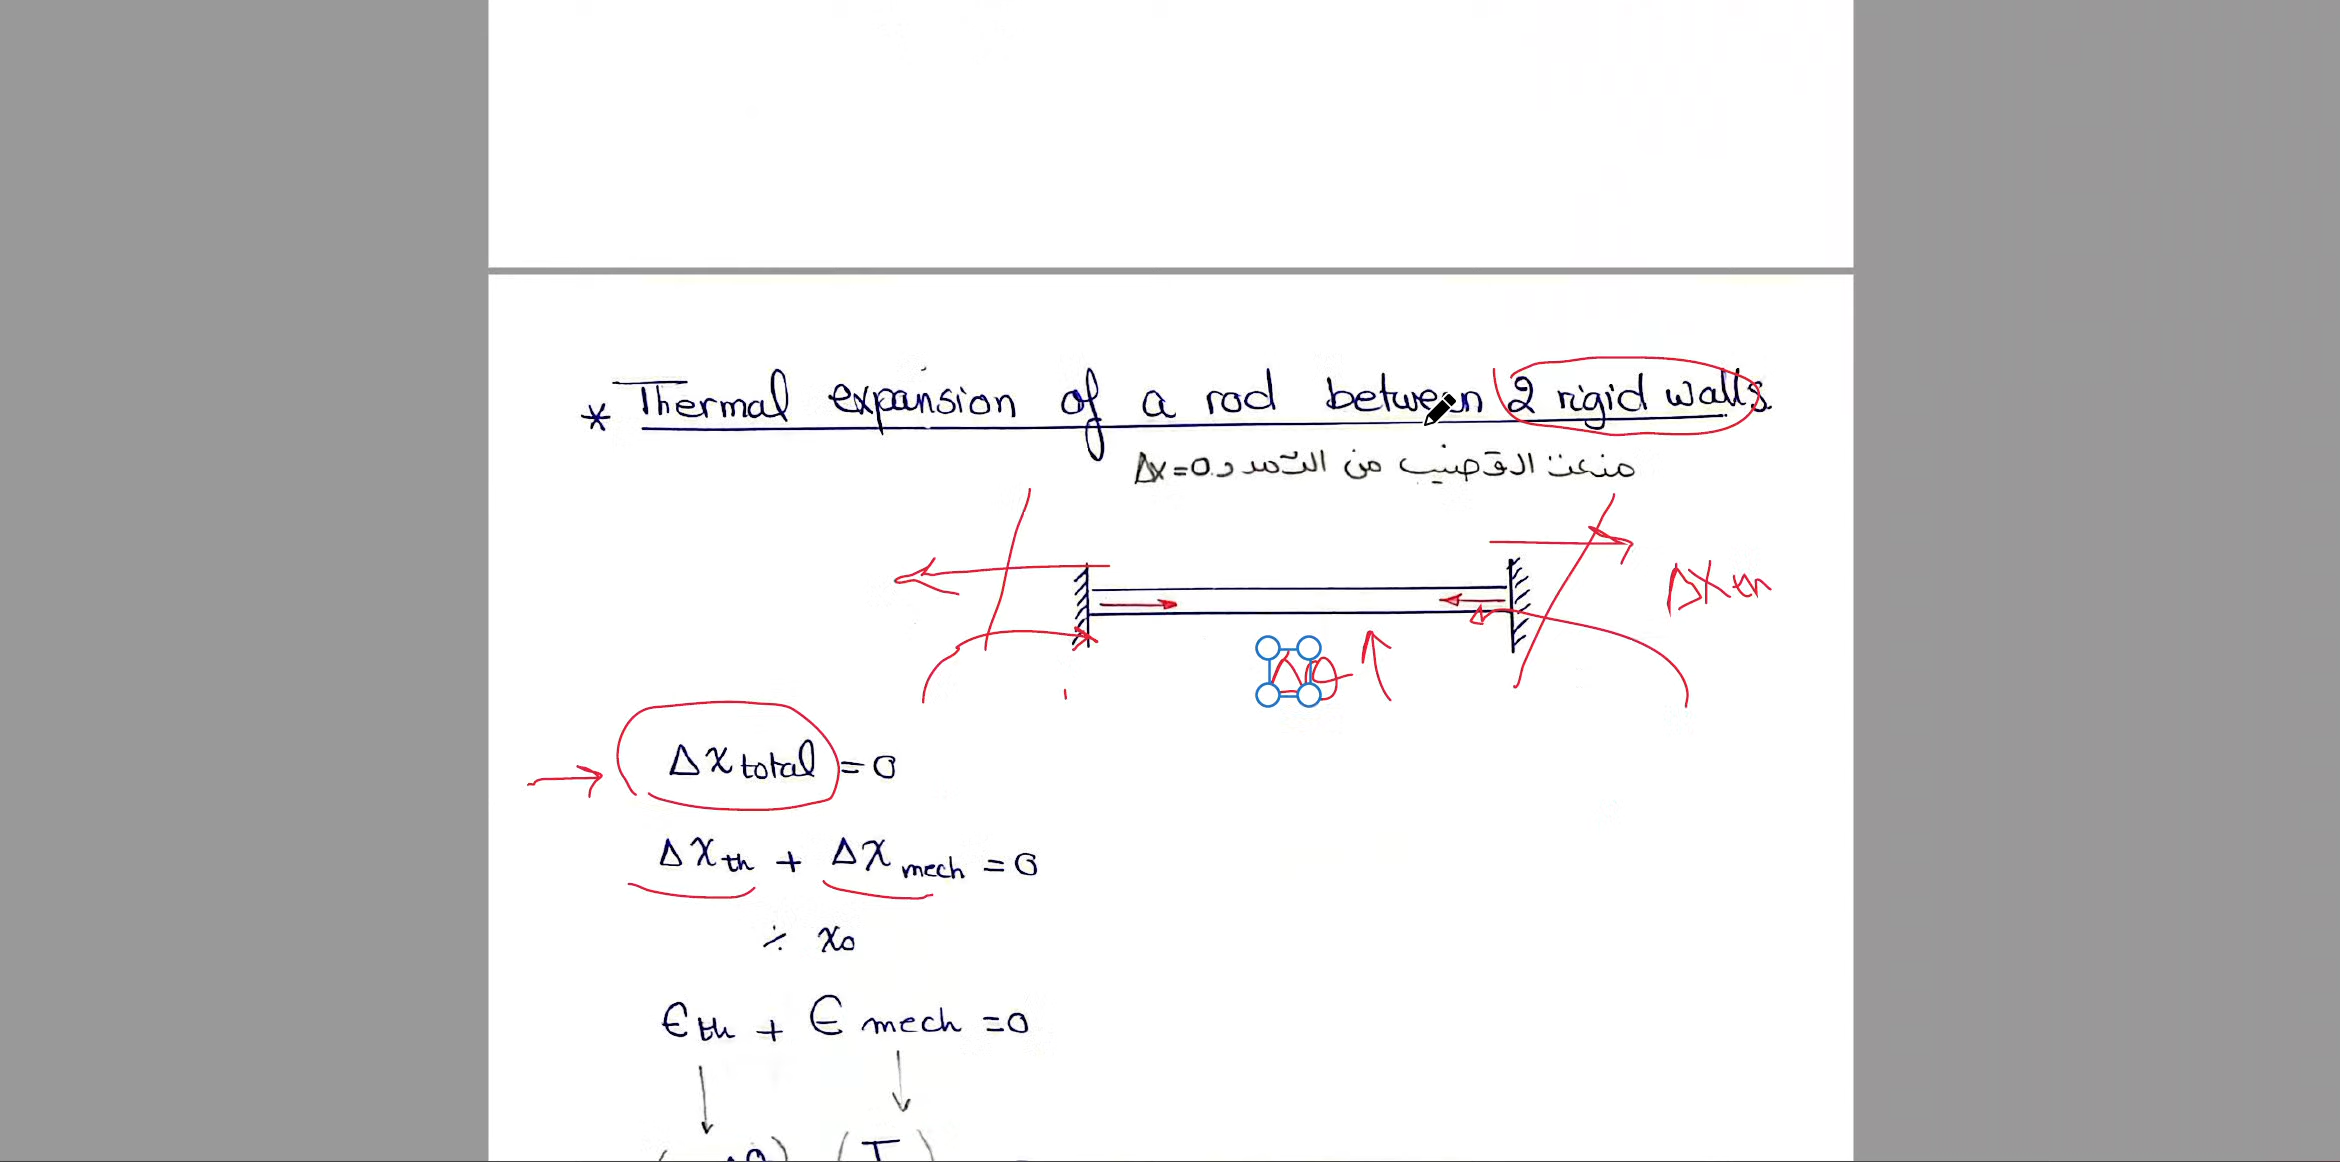 * Thermal expansion of a rod between 2 rigid walls.
منعت القضيب من التمدد Δx=0
Δx th
Δθ ↑
→ Δx total = 0
Δx th + Δx mech = 0
÷ x₀
ϵ th + ϵ mech = 0